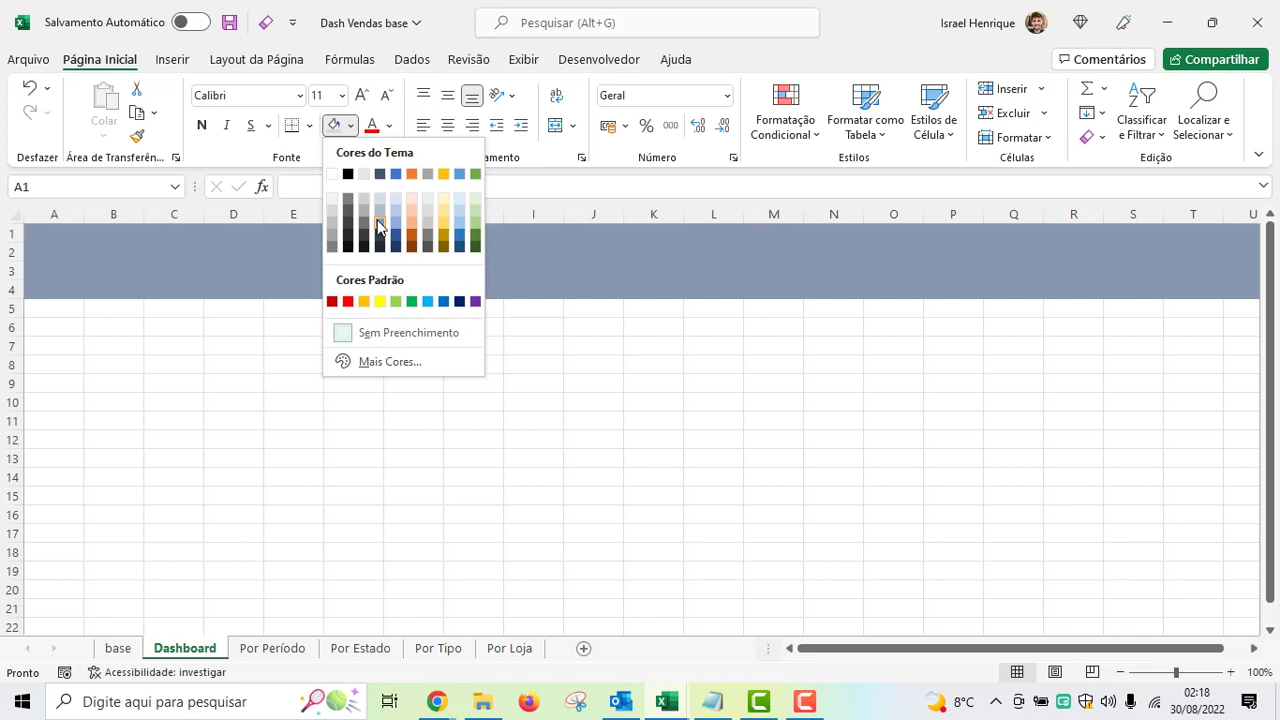 Salvamento Automático
Dash Vendas base
Pesquisar (Alt+G)
Israel Henrique
Arquivo
Página Inicial
Inserir
Layout da Página
Fórmulas
Dados
Revisão
Exibir
Desenvolvedor
Ajuda
Comentários
Compartilhar
Colar
Calibri
11
N I S
A
Geral
% 000
Formatação Condicional
Formatar como Tabela
Estilos de Célula
Inserir
Excluir
Formatar
Classificar e Filtrar
Localizar e Selecionar
Desfazer
Área de Transferên...
Fonte
Número
Estilos
Células
Edição
Cores do Tema
Cores Padrão
Sem Preenchimento
Mais Cores...
A1
fx
A B C D E I J K L M N O P Q R S T U
1
2
3
4
5
6
7
8
9
10
11
12
13
14
15
16
17
18
19
20
21
22
base
Dashboard
Por Período
Por Estado
Por Tipo
Por Loja
Pronto
Acessibilidade: investigar
100%
Digite aqui para pesquisar
8°C
02:18
30/08/2022